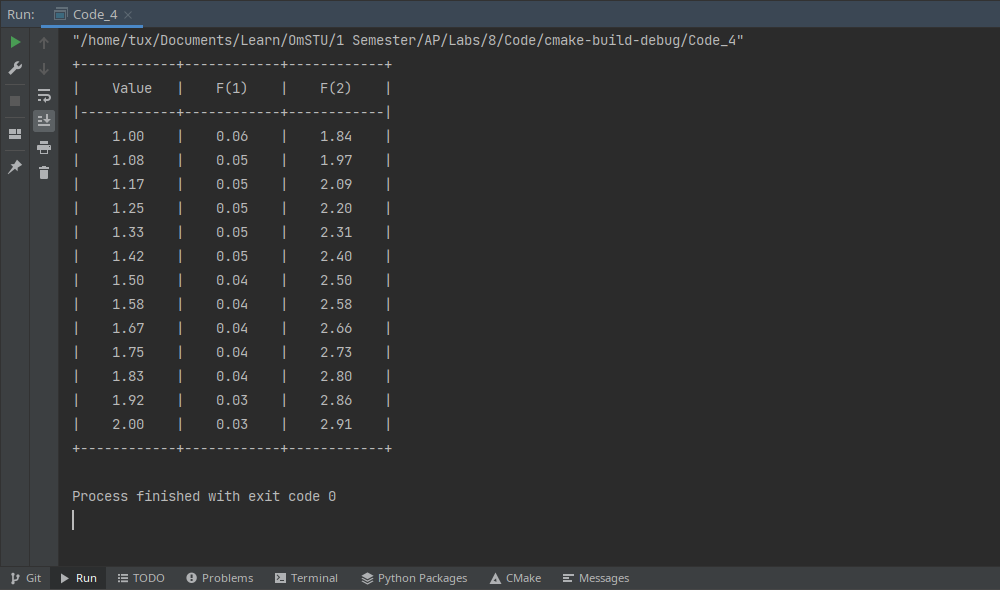 Run: Code_4 ×
"/home/tux/Documents/Learn/OmSTU/1 Semester/AP/Labs/8/Code/cmake-build-debug/Code_4"
+------------+------------+------------+
|    Value   |    F(1)    |    F(2)    |
|------------+------------+------------|
|    1.00    |    0.06    |    1.84    |
|    1.08    |    0.05    |    1.97    |
|    1.17    |    0.05    |    2.09    |
|    1.25    |    0.05    |    2.20    |
|    1.33    |    0.05    |    2.31    |
|    1.42    |    0.05    |    2.40    |
|    1.50    |    0.04    |    2.50    |
|    1.58    |    0.04    |    2.58    |
|    1.67    |    0.04    |    2.66    |
|    1.75    |    0.04    |    2.73    |
|    1.83    |    0.04    |    2.80    |
|    1.92    |    0.03    |    2.86    |
|    2.00    |    0.03    |    2.91    |
+------------+------------+------------+
Process finished with exit code 0
Git Run TODO Problems Terminal Python Packages CMake Messages